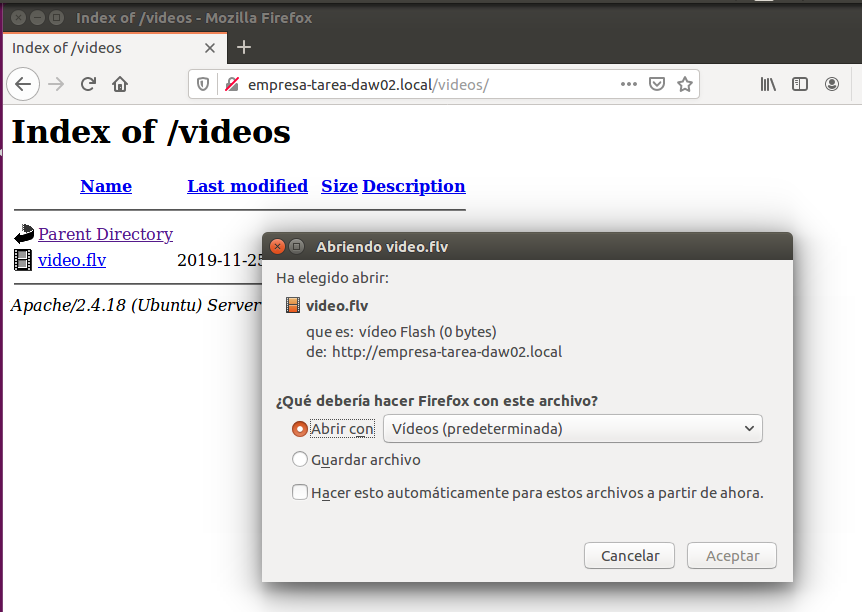 Index of /videos - Mozilla Firefox
Index of /videos
empresa-tarea-daw02.local/videos/
Index of /videos
Name Last modified Size Description
Parent Directory
video.flv 2019-11-25
Apache/2.4.18 (Ubuntu) Server
Abriendo video.flv
Ha elegido abrir:
video.flv
que es: vídeo Flash (0 bytes)
de: http://empresa-tarea-daw02.local
¿Qué debería hacer Firefox con este archivo?
Abrir con Vídeos (predeterminada)
Guardar archivo
Hacer esto automáticamente para estos archivos a partir de ahora.
Cancelar Aceptar